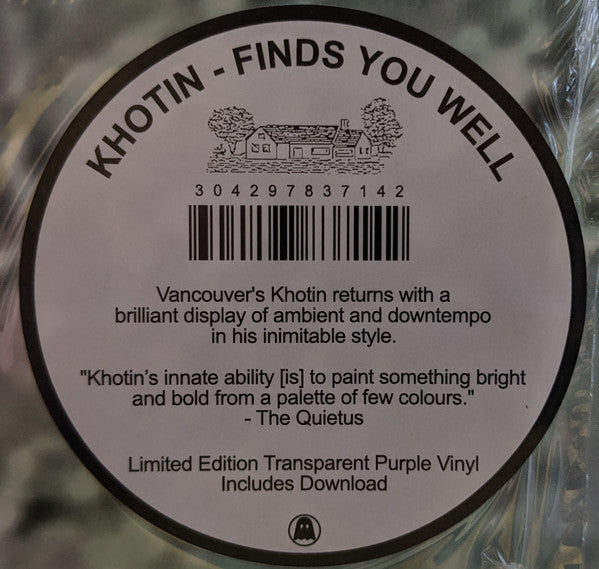 KHOTIN - FINDS YOU WELL
304297837142
Vancouver's Khotin returns with a
brilliant display of ambient and downtempo
in his inimitable style.
"Khotin's innate ability [is] to paint something bright
and bold from a palette of few colours."
- The Quietus
Limited Edition Transparent Purple Vinyl
Includes Download